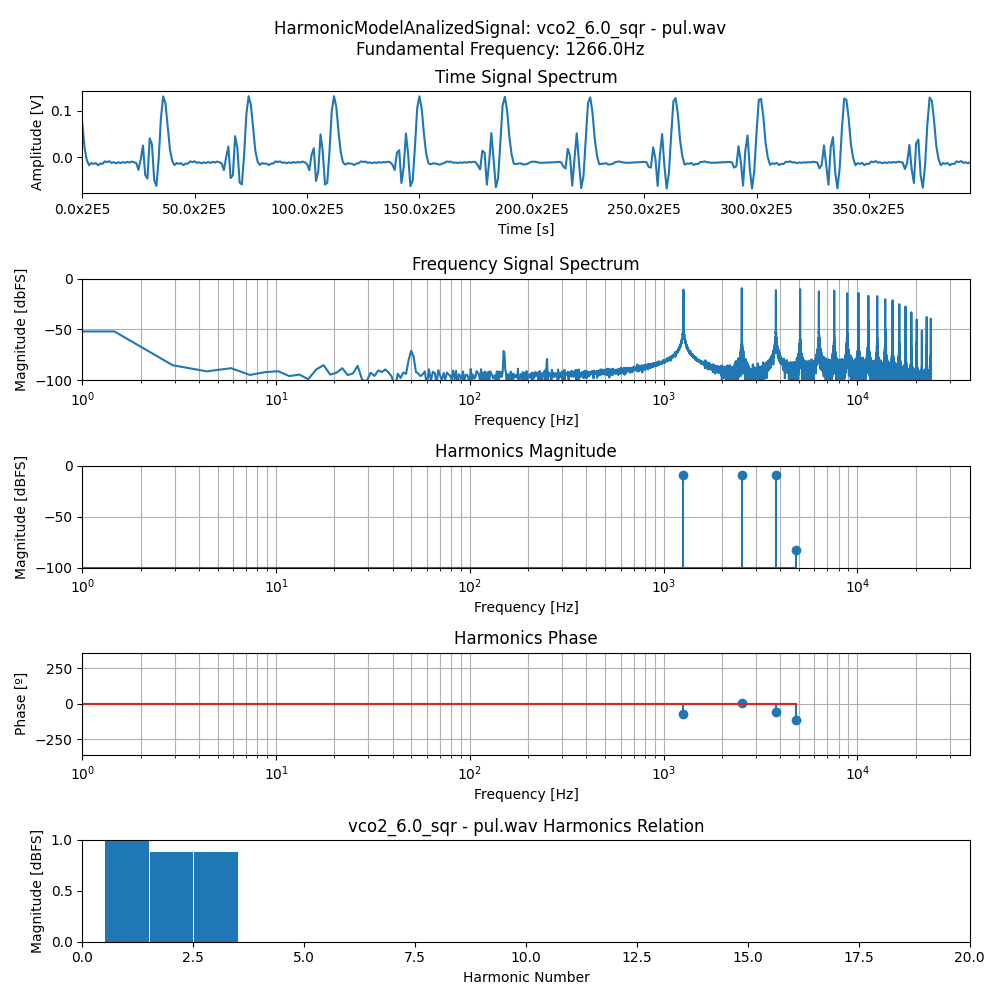 HarmonicModelAnalizedSignal: vco2_6.0_sqr - pul.wav
Fundamental Frequency: 1266.0Hz
Time Signal Spectrum
Amplitude [V]
0.1
0.0
0.0x2E5 50.0x2E5 100.0x2E5 150.0x2E5 200.0x2E5 250.0x2E5 300.0x2E5 350.0x2E5
Time [s]
Frequency Signal Spectrum
Magnitude [dbFS]
0
−50
−100
10⁰ 10¹ 10² 10³ 10⁴
Frequency [Hz]
Harmonics Magnitude
Magnitude [dBFS]
0
−50
−100
10⁰ 10¹ 10² 10³ 10⁴
Frequency [Hz]
Harmonics Phase
Phase [º]
250
0
−250
10⁰ 10¹ 10² 10³ 10⁴
Frequency [Hz]
vco2_6.0_sqr - pul.wav Harmonics Relation
Magnitude [dBFS]
1.0
0.5
0.0
0.0 2.5 5.0 7.5 10.0 12.5 15.0 17.5 20.0
Harmonic Number